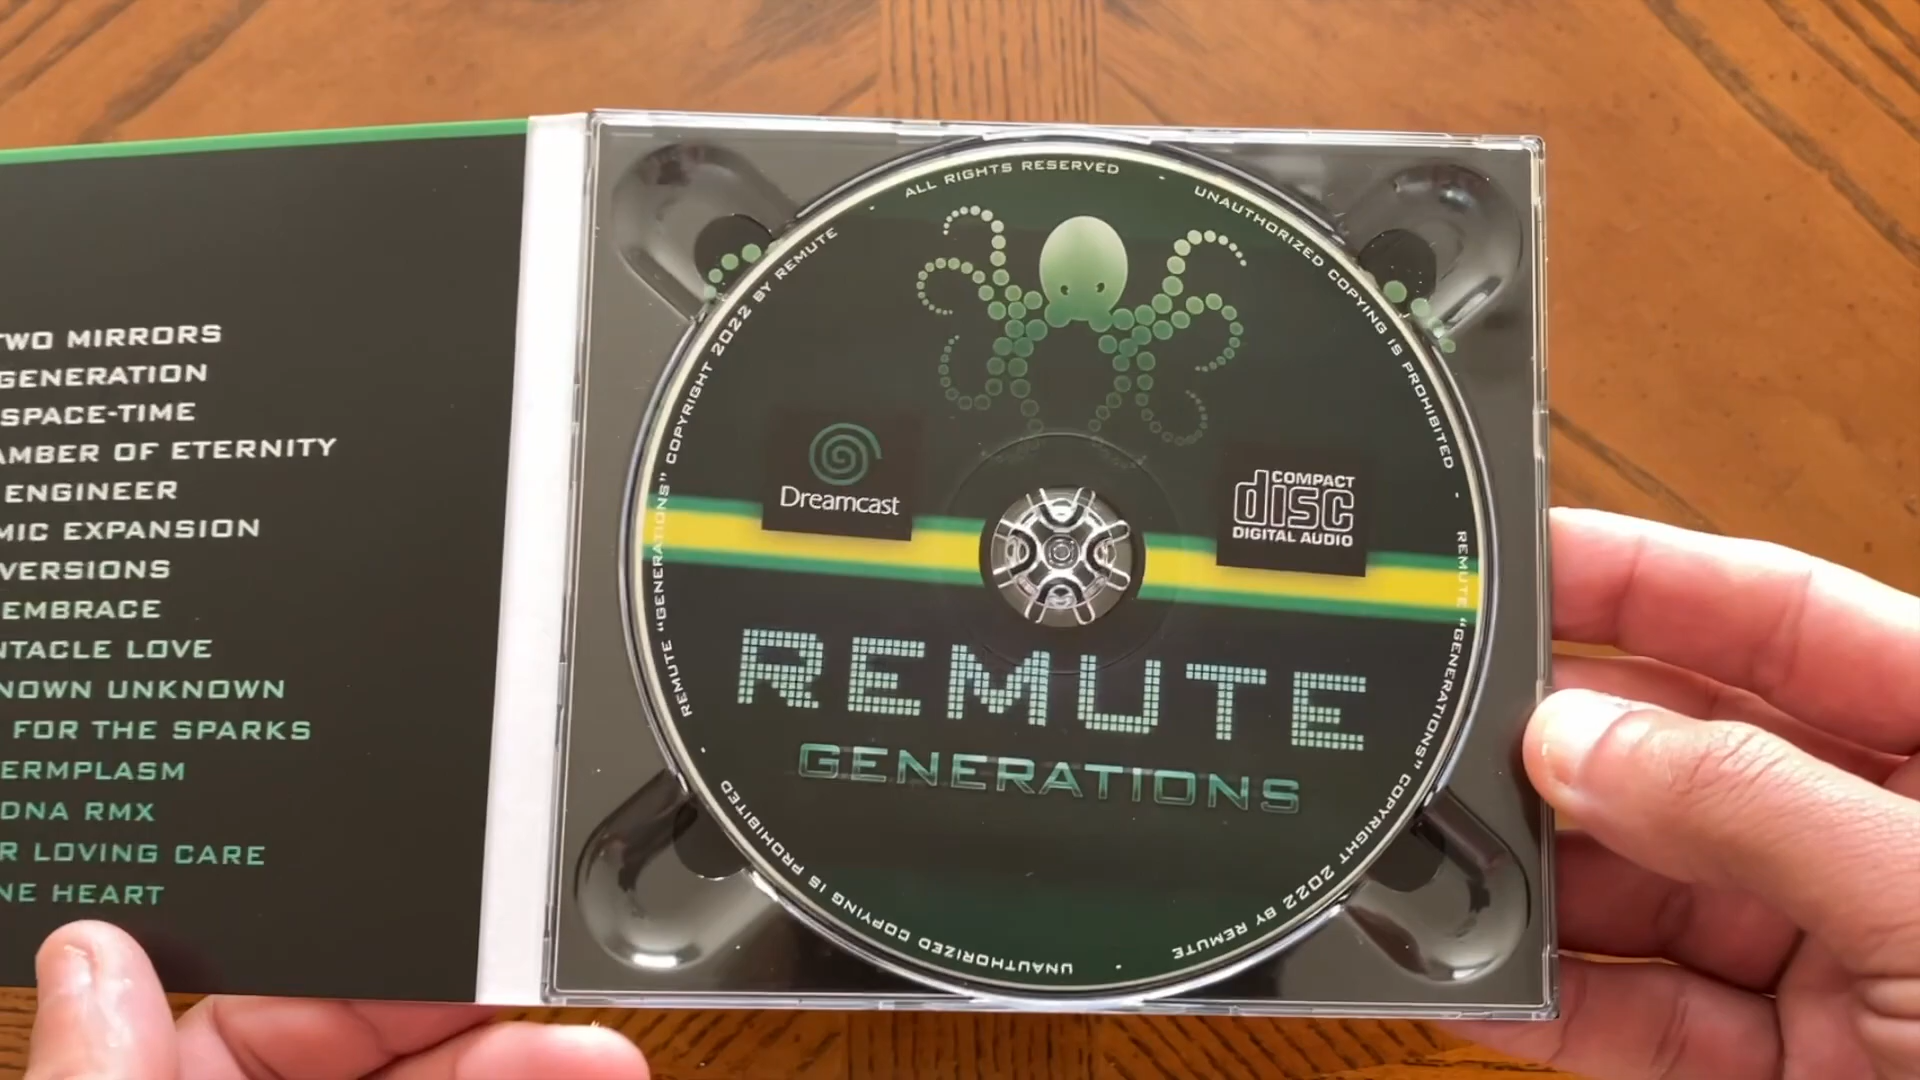 TWO MIRRORS
GENERATION
SPACE-TIME
AMBER OF ETERNITY
ENGINEER
MIC EXPANSION
VERSIONS
EMBRACE
NTACLE LOVE
NOWN UNKNOWN
FOR THE SPARKS
ERMPLASM
DNA RMX
R LOVING CARE
NE HEART
REMUTE "GENERATIONS" COPYRIGHT 2022 BY REMUTE - ALL RIGHTS RESERVED - UNAUTHORIZED COPYING IS PROHIBITED - REMUTE "GENERATIONS" COPYRIGHT 2022 BY REMUTE - UNAUTHORIZED COPYING IS PROHIBITED -
Dreamcast
COMPACT
disc
DIGITAL AUDIO
REMUTE
GENERATIONS